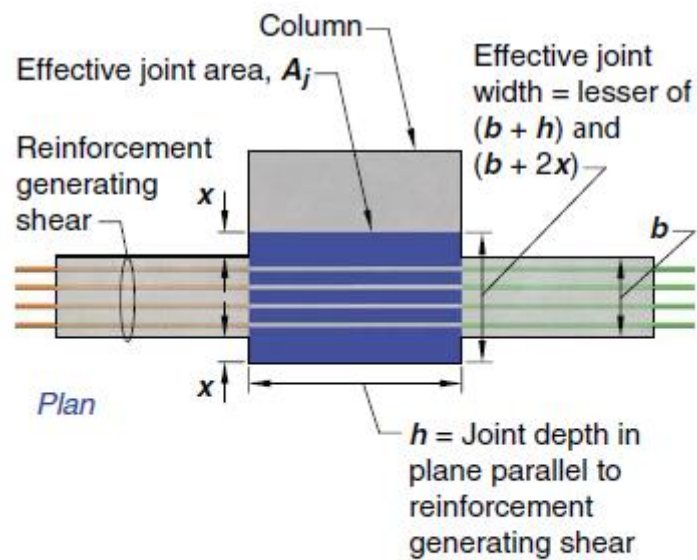 Column
Effective joint area, Aj
Reinforcement
generating
shear
x
Effective joint
width = lesser of
(b + h) and
(b + 2x)
b
x
Plan
h = Joint depth in
plane parallel to
reinforcement
generating shear